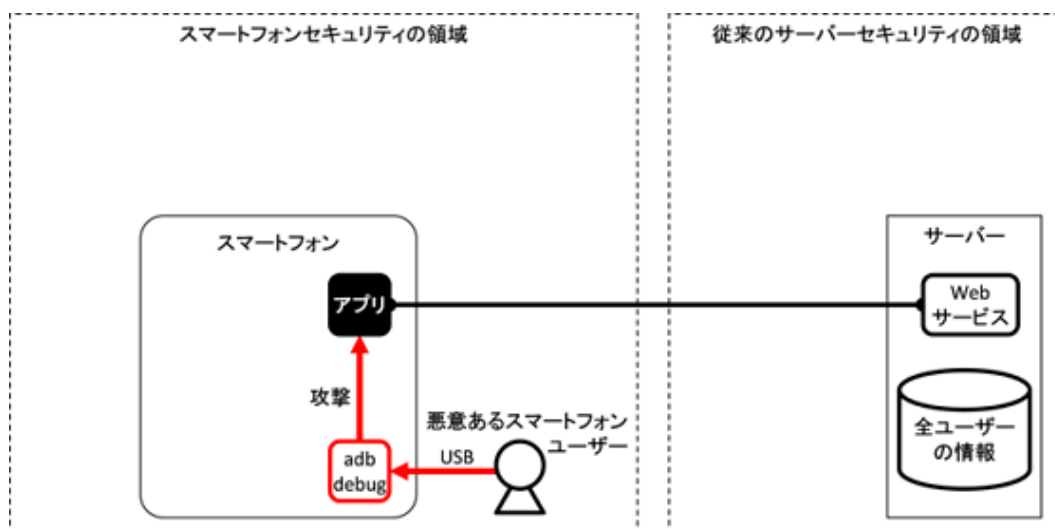 スマートフォンセキュリティの領域
従来のサーバーセキュリティの領域
スマートフォン
サーバー
アプリ
Web
サービス
攻撃
悪意あるスマートフォン
ユーザー
USB
adb
debug
全ユーザー
の情報